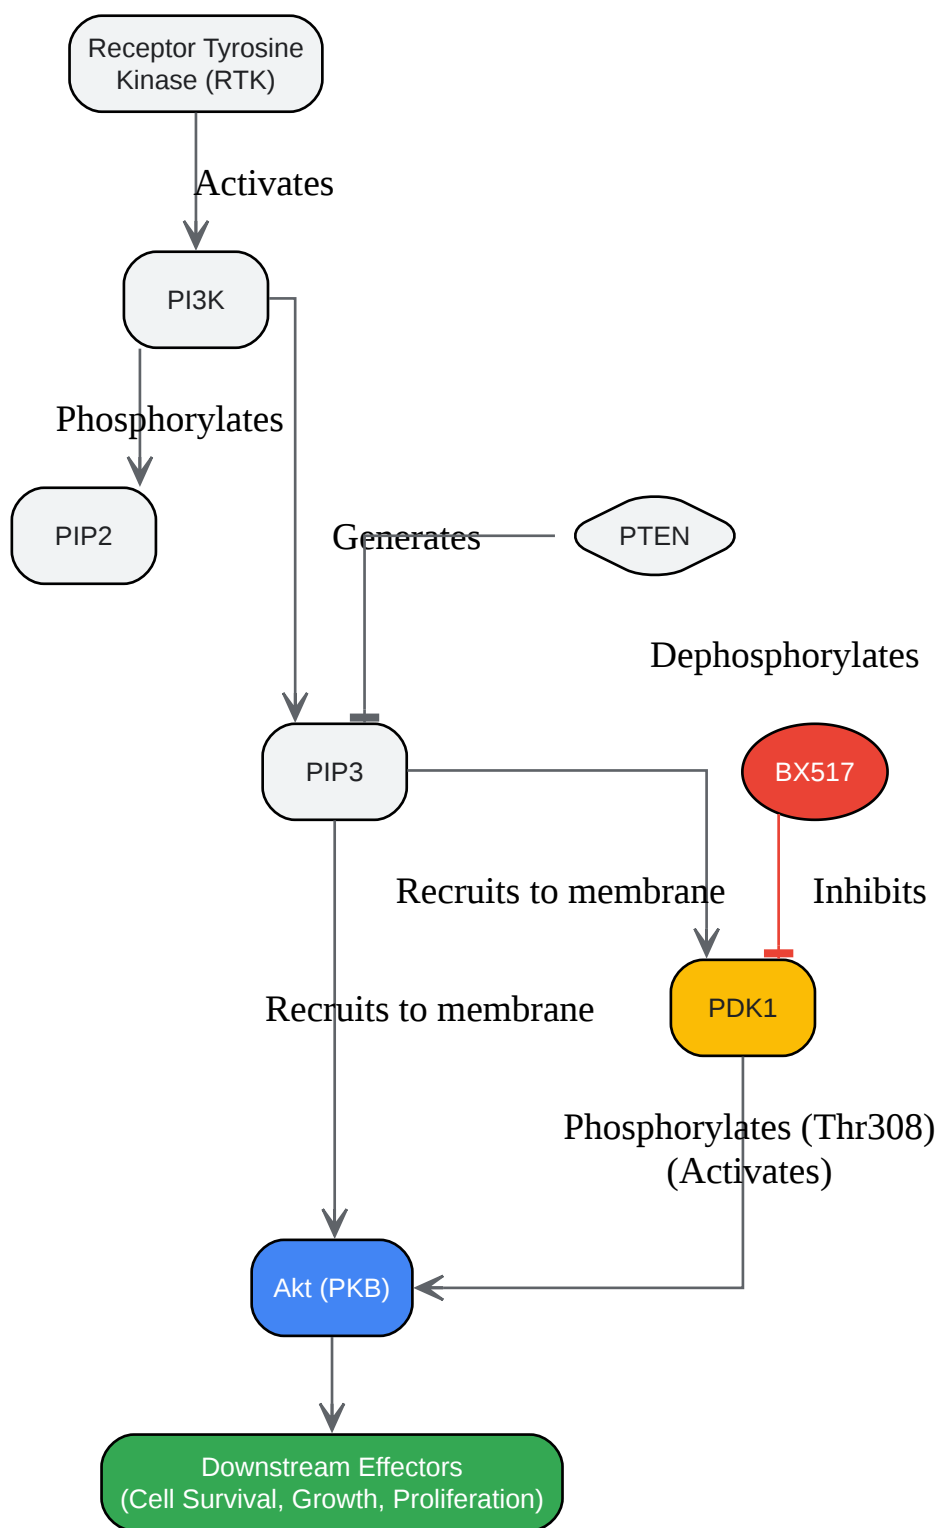 Receptor Tyrosine
Kinase (RTK)
Activates
PI3K
Phosphorylates
PIP2
Generates
PTEN
Dephosphorylates
PIP3
BX517
Recruits to membrane
Inhibits
Recruits to membrane
PDK1
Phosphorylates (Thr308)
(Activates)
Akt (PKB)
Downstream Effectors
(Cell Survival, Growth, Proliferation)